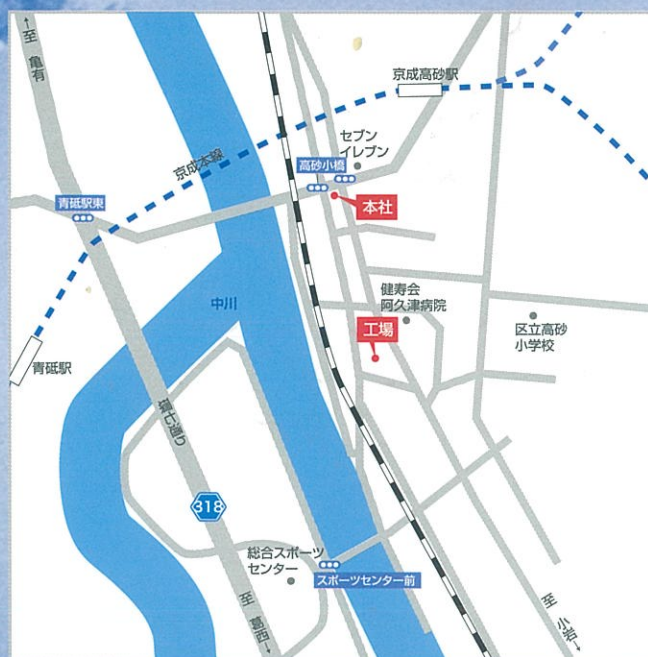 ←至 亀有
京成高砂駅
セブン
イレブン
京成本線
高砂小橋
青砥駅東
本社
中川
健寿会
阿久津病院
工場
区立高砂
小学校
青砥駅
環七通り
318
総合スポーツ
センター
スポーツセンター前
至 葛西→
至 小岩→